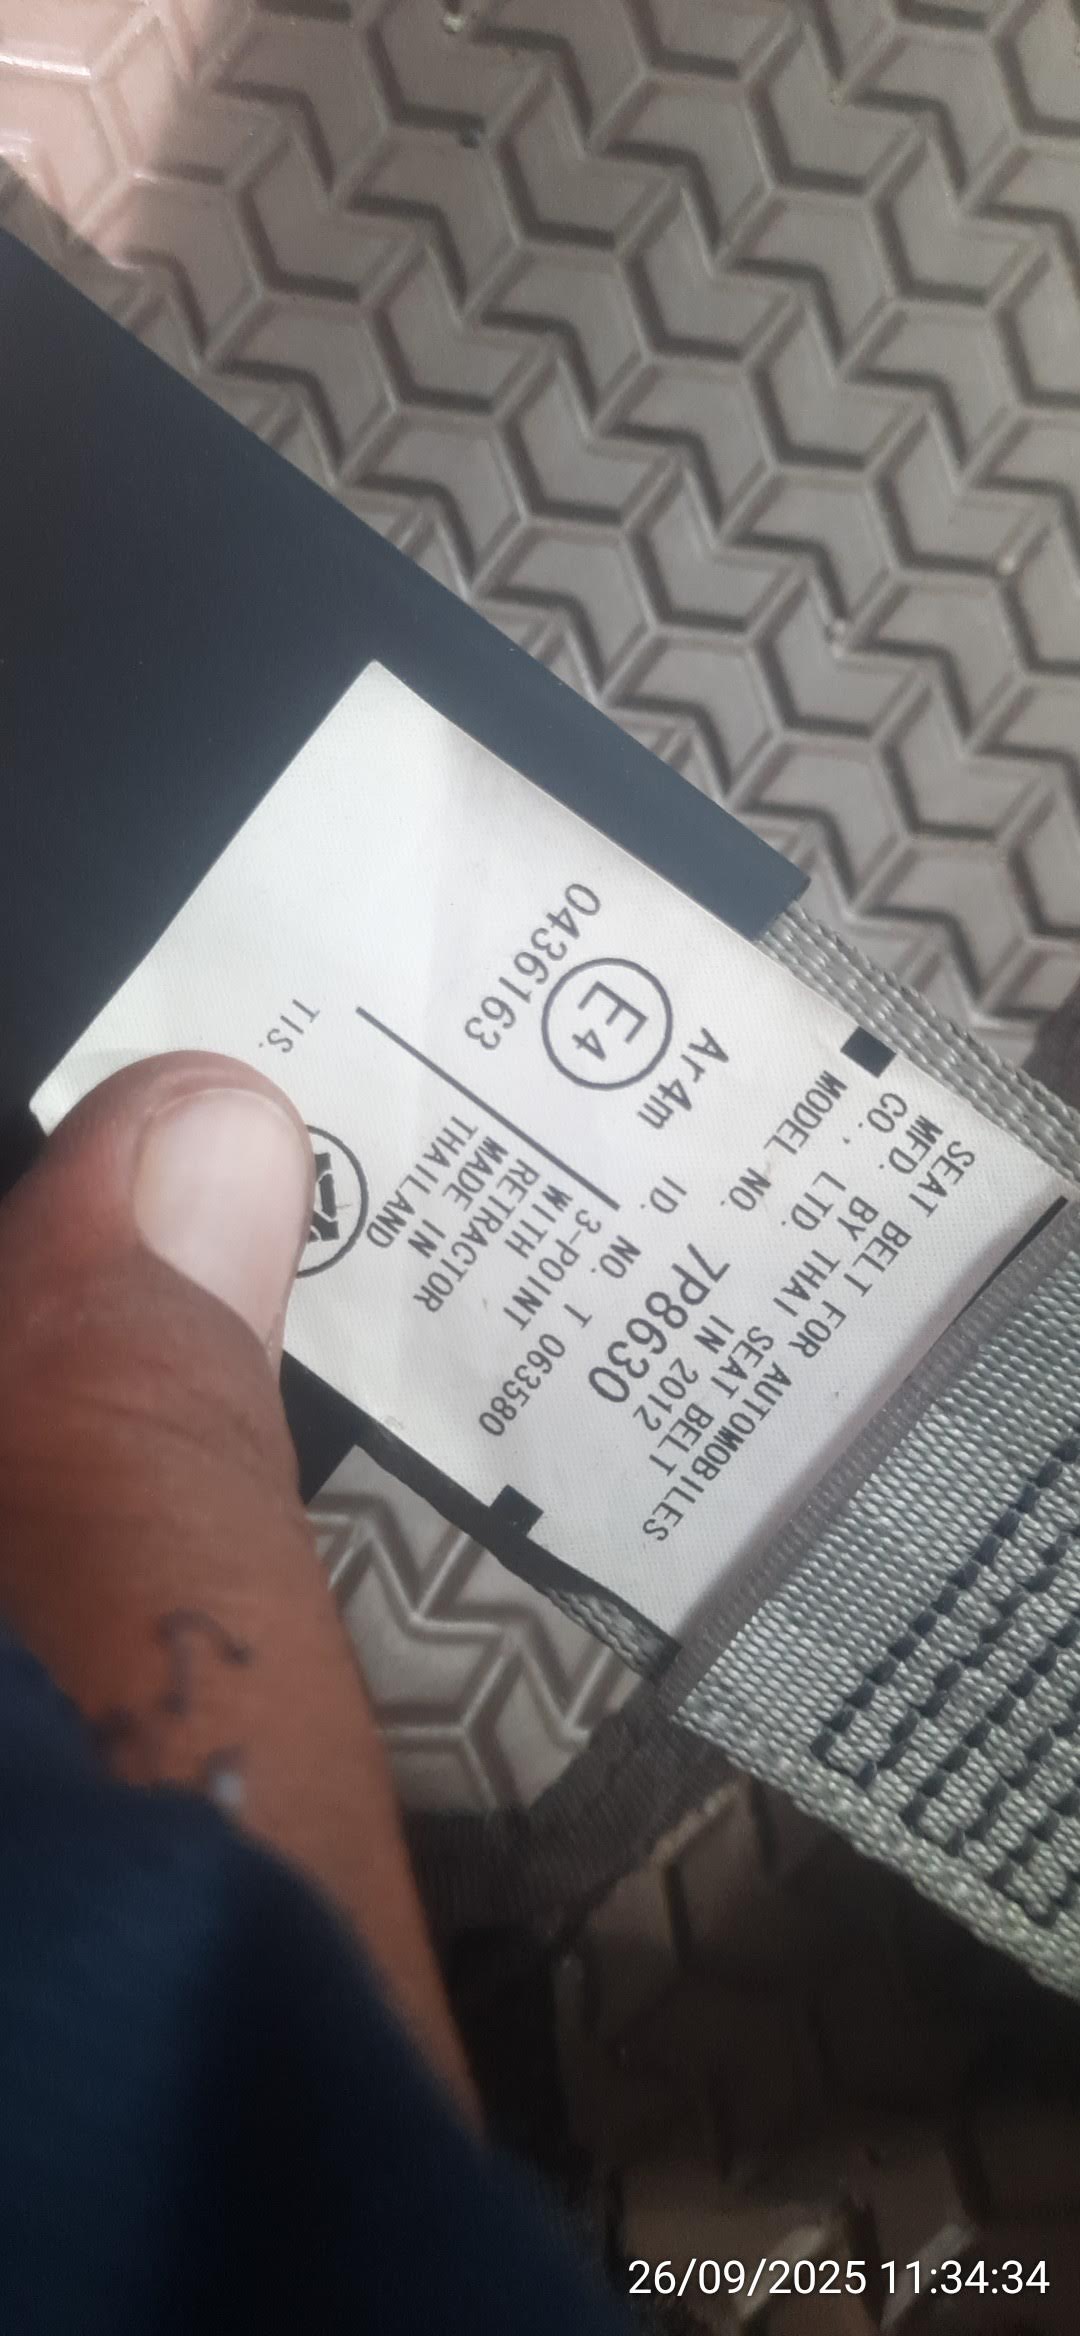 SEAT BELT FOR AUTOMOBILES
MFD. BY THAI SEAT BELT
CO., LTD. IN 2012
MODEL NO. 7P8630
ID. NO. T 063580
Ar4m
E4
0436163
3-POINT
WITH
RETRACTOR
MADE IN
THAILAND
TIS.
26/09/2025 11:34:34